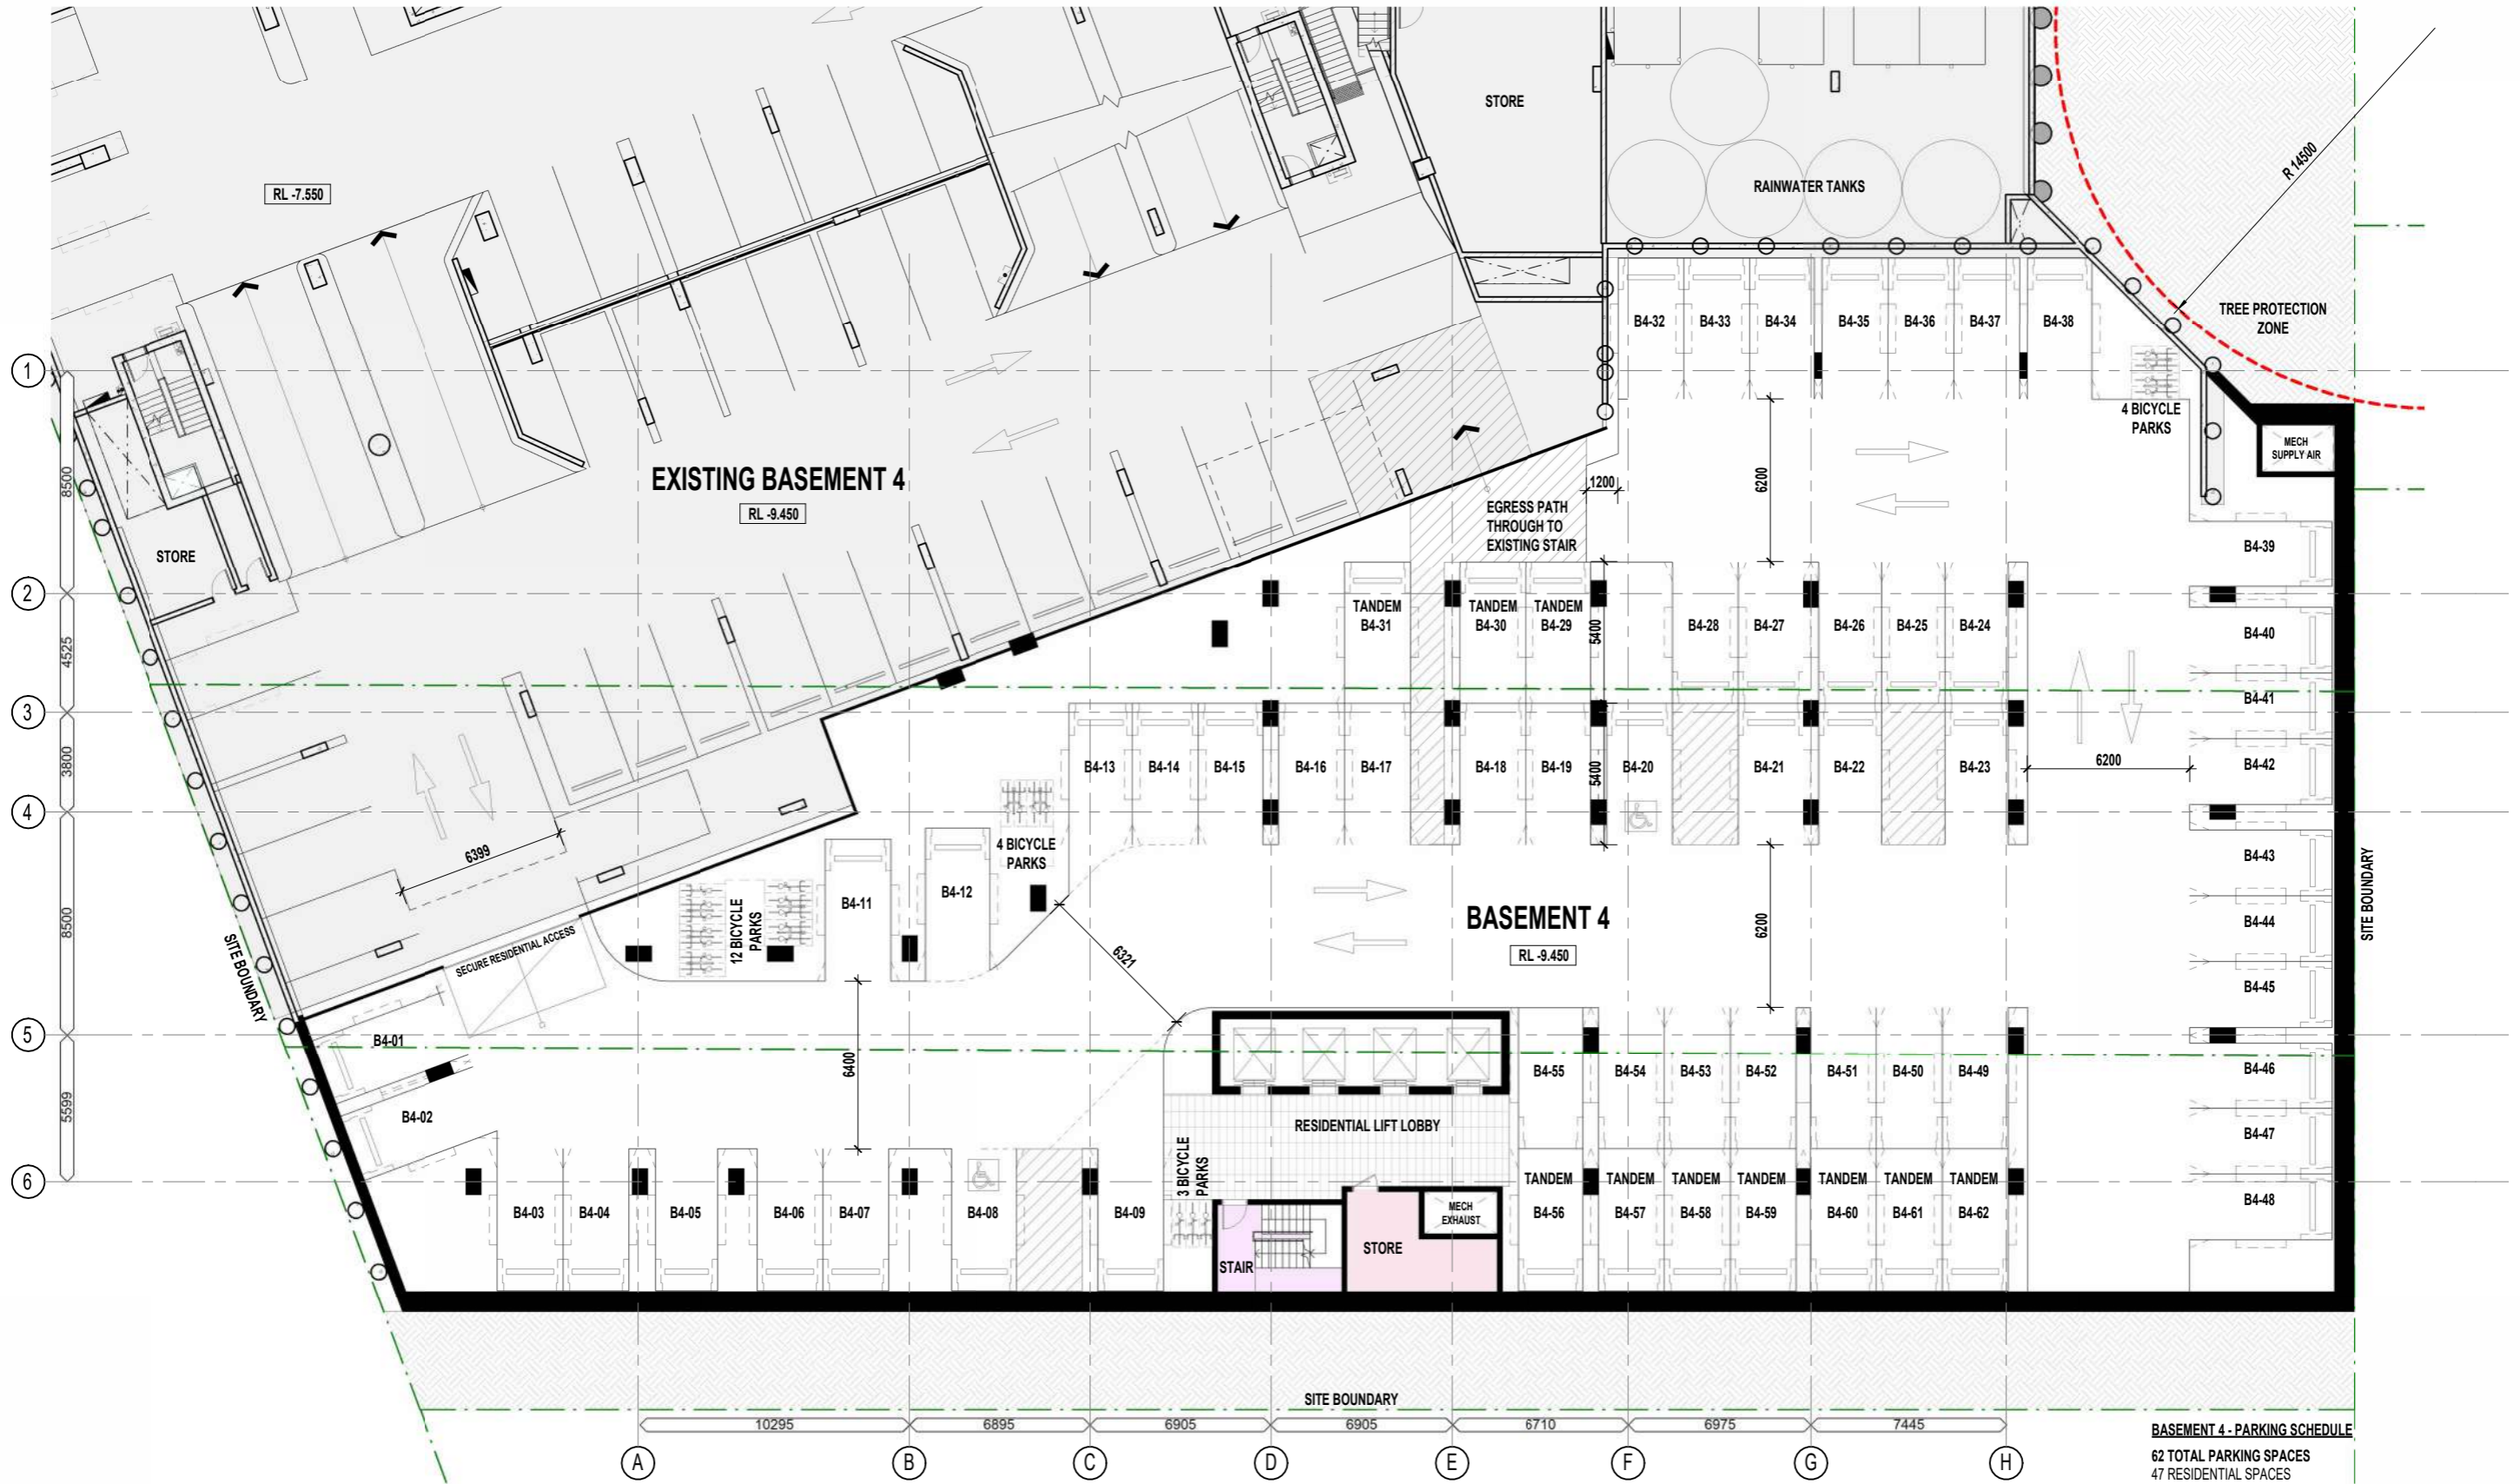 STORE
RAINWATER TANKS
R 14500
RL -7.550
TREE PROTECTION
ZONE
B4-32
B4-33
B4-34
B4-35
B4-36
B4-37
B4-38
1
4 BICYCLE
PARKS
MECH
SUPPLY AIR
8500
EXISTING BASEMENT 4
RL -9.450
1200
6200
EGRESS PATH
THROUGH TO
EXISTING STAIR
STORE
B4-39
2
TANDEM
B4-31
TANDEM
B4-30
TANDEM
B4-29
5400
B4-28
B4-27
B4-26
B4-25
B4-24
B4-40
4525
B4-41
3
3800
B4-13
B4-14
B4-15
B4-16
B4-17
B4-18
B4-19
5400
B4-20
B4-21
B4-22
B4-23
6200
B4-42
4
6399
4 BICYCLE
PARKS
B4-43
SITE BOUNDARY
8500
B4-11
B4-12
12 BICYCLE
PARKS
BASEMENT 4
RL -9.450
6200
B4-44
SECURE RESIDENTIAL ACCESS
SITE BOUNDARY
6321
B4-45
5
B4-01
6400
B4-55
B4-54
B4-53
B4-52
B4-51
B4-50
B4-49
B4-46
5599
B4-02
RESIDENTIAL LIFT LOBBY
B4-47
3 BICYCLE
PARKS
6
TANDEM
TANDEM
TANDEM
TANDEM
TANDEM
TANDEM
TANDEM
B4-48
B4-03
B4-04
B4-05
B4-06
B4-07
B4-08
B4-09
MECH
EXHAUST
B4-56
B4-57
B4-58
B4-59
B4-60
B4-61
B4-62
STORE
STAIR
SITE BOUNDARY
10295
6895
6905
6905
6710
6975
7445
A
B
C
D
E
F
G
H
BASEMENT 4 - PARKING SCHEDULE
62 TOTAL PARKING SPACES
47 RESIDENTIAL SPACES